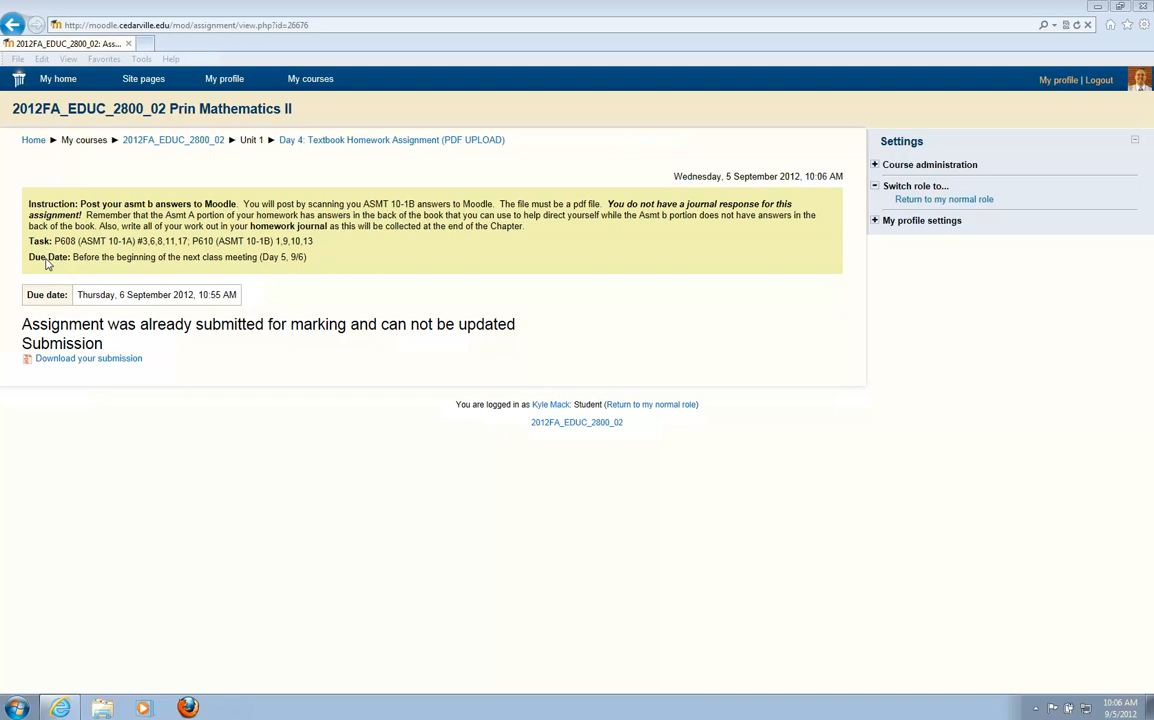 http://moodle.cedarville.edu/mod/assignment/view.php?id=26676
2012FA_EDUC_2800_02: Ass...
File Edit View Favorites Tools Help
My home Site pages My profile My courses
My profile | Logout
2012FA_EDUC_2800_02 Prin Mathematics II
Home ► My courses ► 2012FA_EDUC_2800_02 ► Unit 1 ► Day 4: Textbook Homework Assignment (PDF UPLOAD)
Wednesday, 5 September 2012, 10:06 AM
Instruction: Post your asmt b answers to Moodle. You will post by scanning you ASMT 10-1B answers to Moodle. The file must be a pdf file. You do not have a journal response for this
assignment! Remember that the Asmt A portion of your homework has answers in the back of the book that you can use to help direct yourself while the Asmt b portion does not have answers in
the back of the book. Also, write all of your work out in your homework journal as this will be collected at the end of the Chapter.
Task: P608 (ASMT 10-1A) #3,6,8,11,17; P610 (ASMT 10-1B) 1,9,10,13
Due Date: Before the beginning of the next class meeting (Day 5, 9/6)
Due date: Thursday, 6 September 2012, 10:55 AM
Assignment was already submitted for marking and can not be updated
Submission
Download your submission
You are logged in as Kyle Mack: Student (Return to my normal role)
2012FA_EDUC_2800_02
Settings
Course administration
Switch role to...
Return to my normal role
My profile settings
10:06 AM
9/5/2012